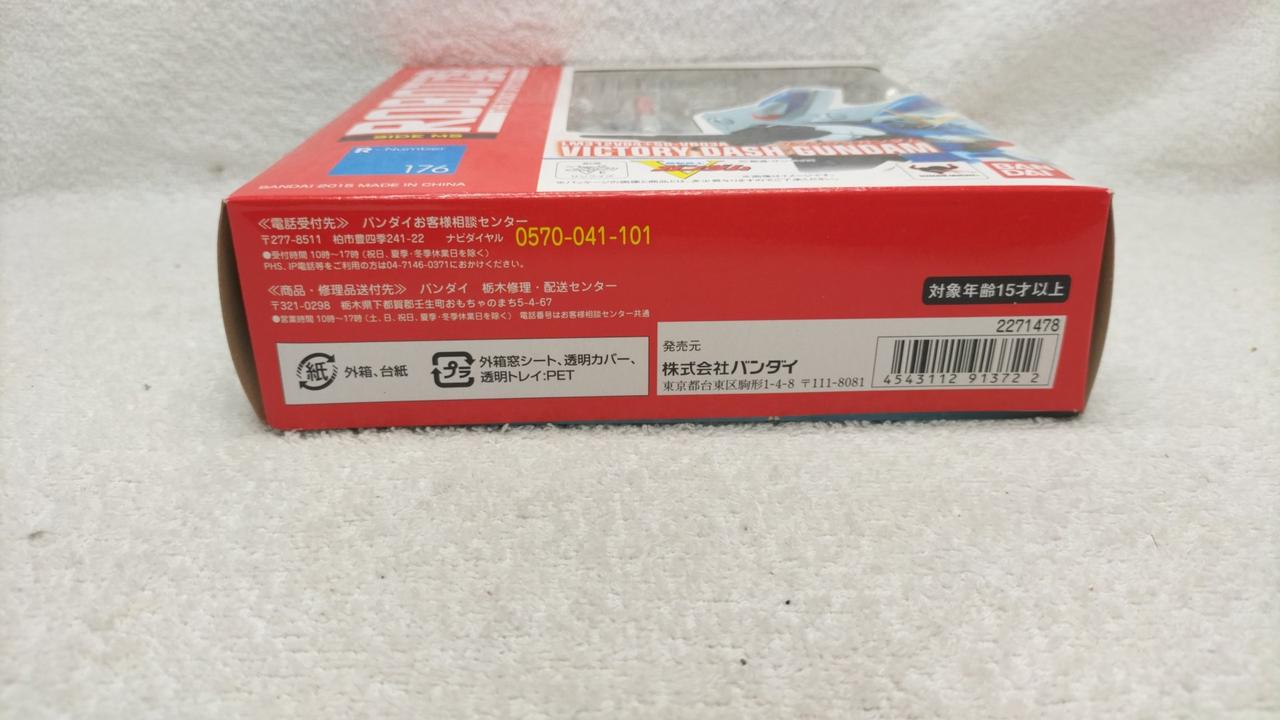 SIDE MS
R - Number
176
BANDAI 2015 MADE IN CHINA
VICTORY DASH GUNDAM
BAN
DAI
≪電話受付先≫ バンダイお客様相談センター
〒277-8511 柏市豊四季241-22 ナビダイヤル 0570-041-101
●受付時間 10時〜17時 (祝日、夏季・冬季休業日を除く)
PHS、IP電話等をご利用の方は04-7146-0371におかけください。
≪商品・修理品送付先≫ バンダイ 栃木修理・配送センター
〒321-0298 栃木県下都賀郡壬生町おもちゃのまち5-4-67
●営業時間 10時〜17時 (土、日、祝日、夏季・冬季休業日を除く) 電話番号はお客様相談センター共通
対象年齢15才以上
紙 外箱、台紙
プラ 外箱窓シート、透明カバー、
透明トレイ:PET
発売元
株式会社バンダイ
東京都台東区駒形1-4-8 〒111-8081
2271478
4543112 91372 2